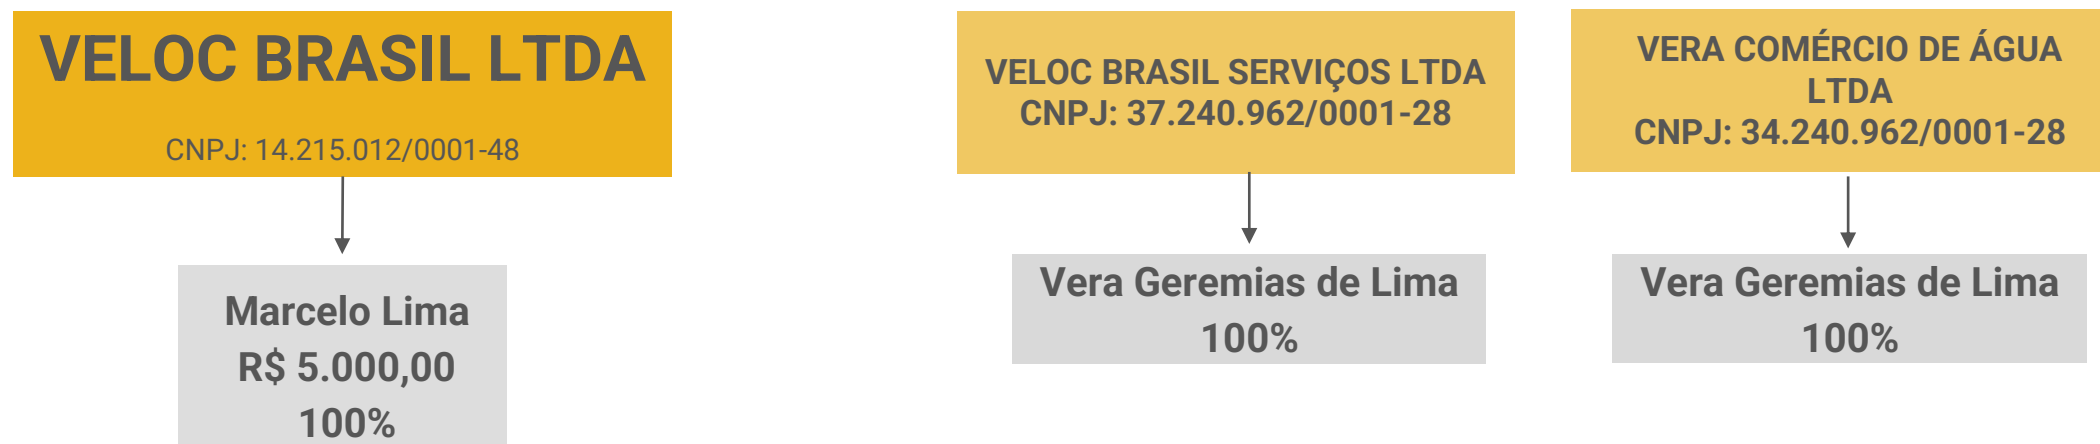 VELOC BRASIL LTDA
CNPJ: 14.215.012/0001-48
Marcelo Lima
R$ 5.000,00
100%
VELOC BRASIL SERVIÇOS LTDA
CNPJ: 37.240.962/0001-28
Vera Geremias de Lima
100%
VERA COMÉRCIO DE ÁGUA
LTDA
CNPJ: 34.240.962/0001-28
Vera Geremias de Lima
100%